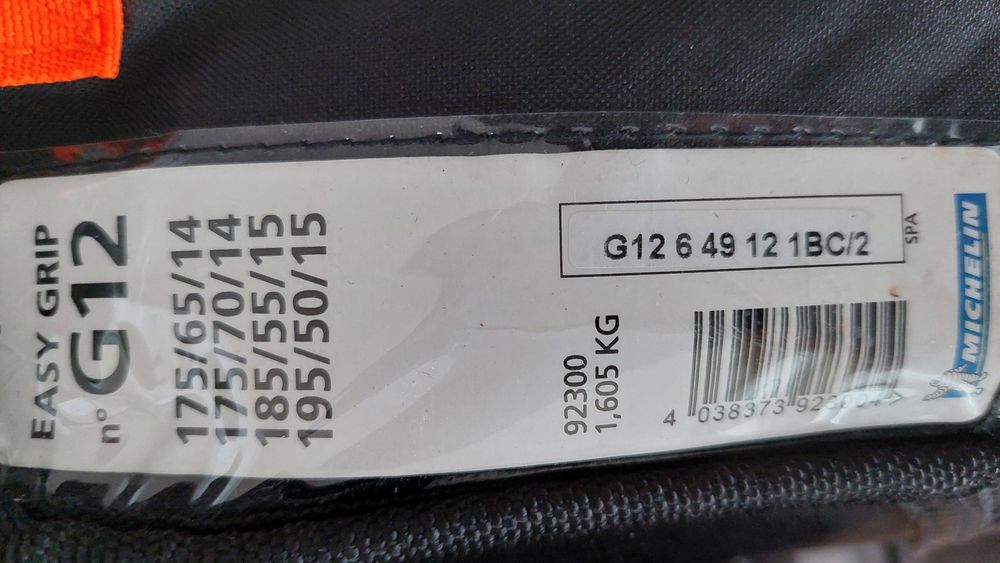 EASY GRIP
n° G12
175/65/14
175/70/14
185/55/15
195/50/15
G12 6 49 12 1BC/2
SPA
92300
1,605 KG
4 038373
MICHELIN